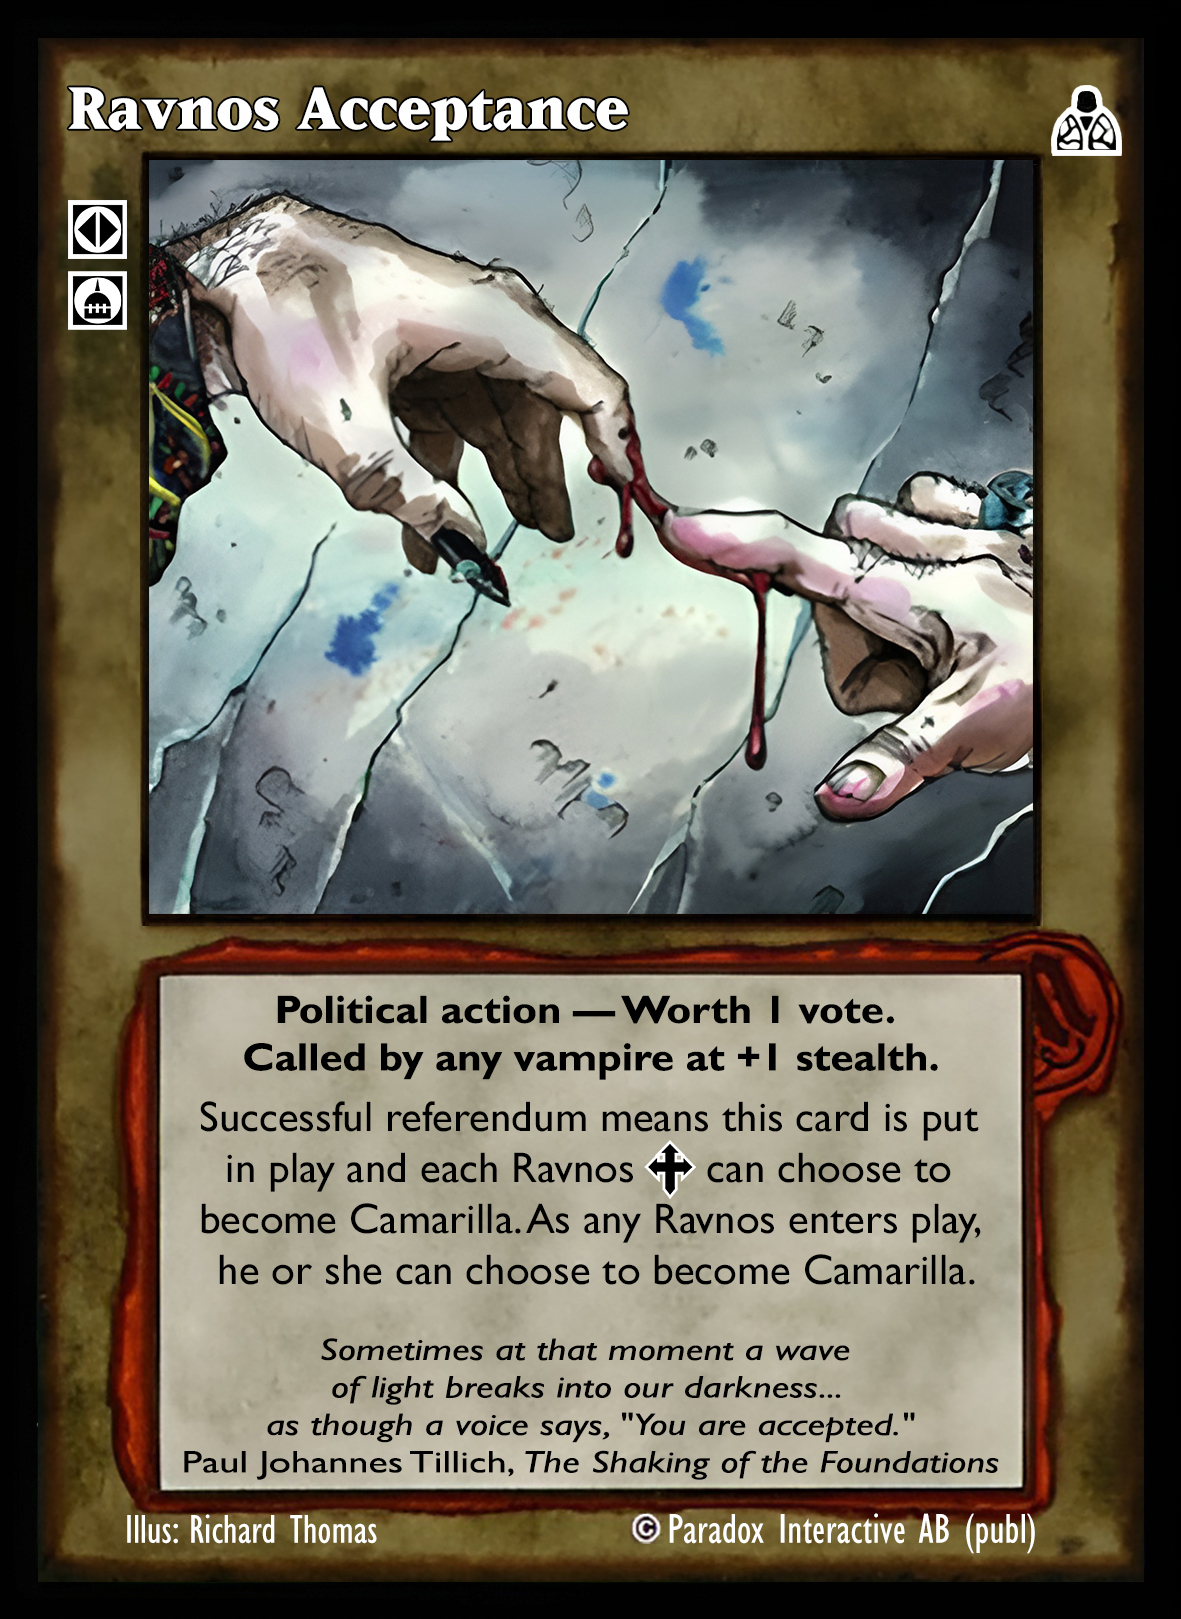 Ravnos Acceptance
Political action — Worth 1 vote.
Called by any vampire at +1 stealth.
Successful referendum means this card is put
in play and each Ravnos can choose to
become Camarilla. As any Ravnos enters play,
he or she can choose to become Camarilla.
Sometimes at that moment a wave
of light breaks into our darkness...
as though a voice says, "You are accepted."
Paul Johannes Tillich, The Shaking of the Foundations
Illus: Richard Thomas
© Paradox Interactive AB (publ)